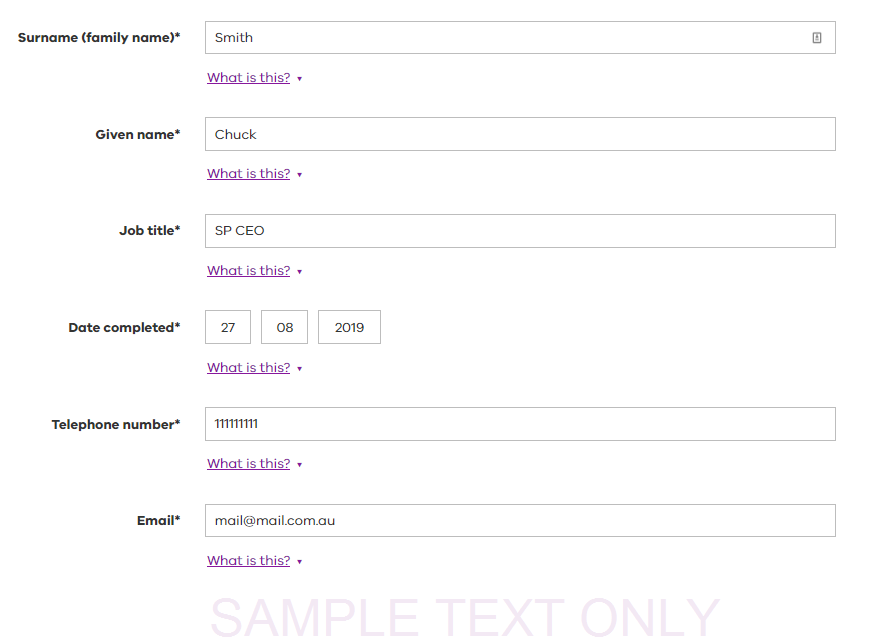 Surname (family name)* Smith
What is this? ▾
Given name* Chuck
What is this? ▾
Job title* SP CEO
What is this? ▾
Date completed* 27 08 2019
What is this? ▾
Telephone number* 111111111
What is this? ▾
Email* mail@mail.com.au
What is this? ▾
SAMPLE TEXT ONLY